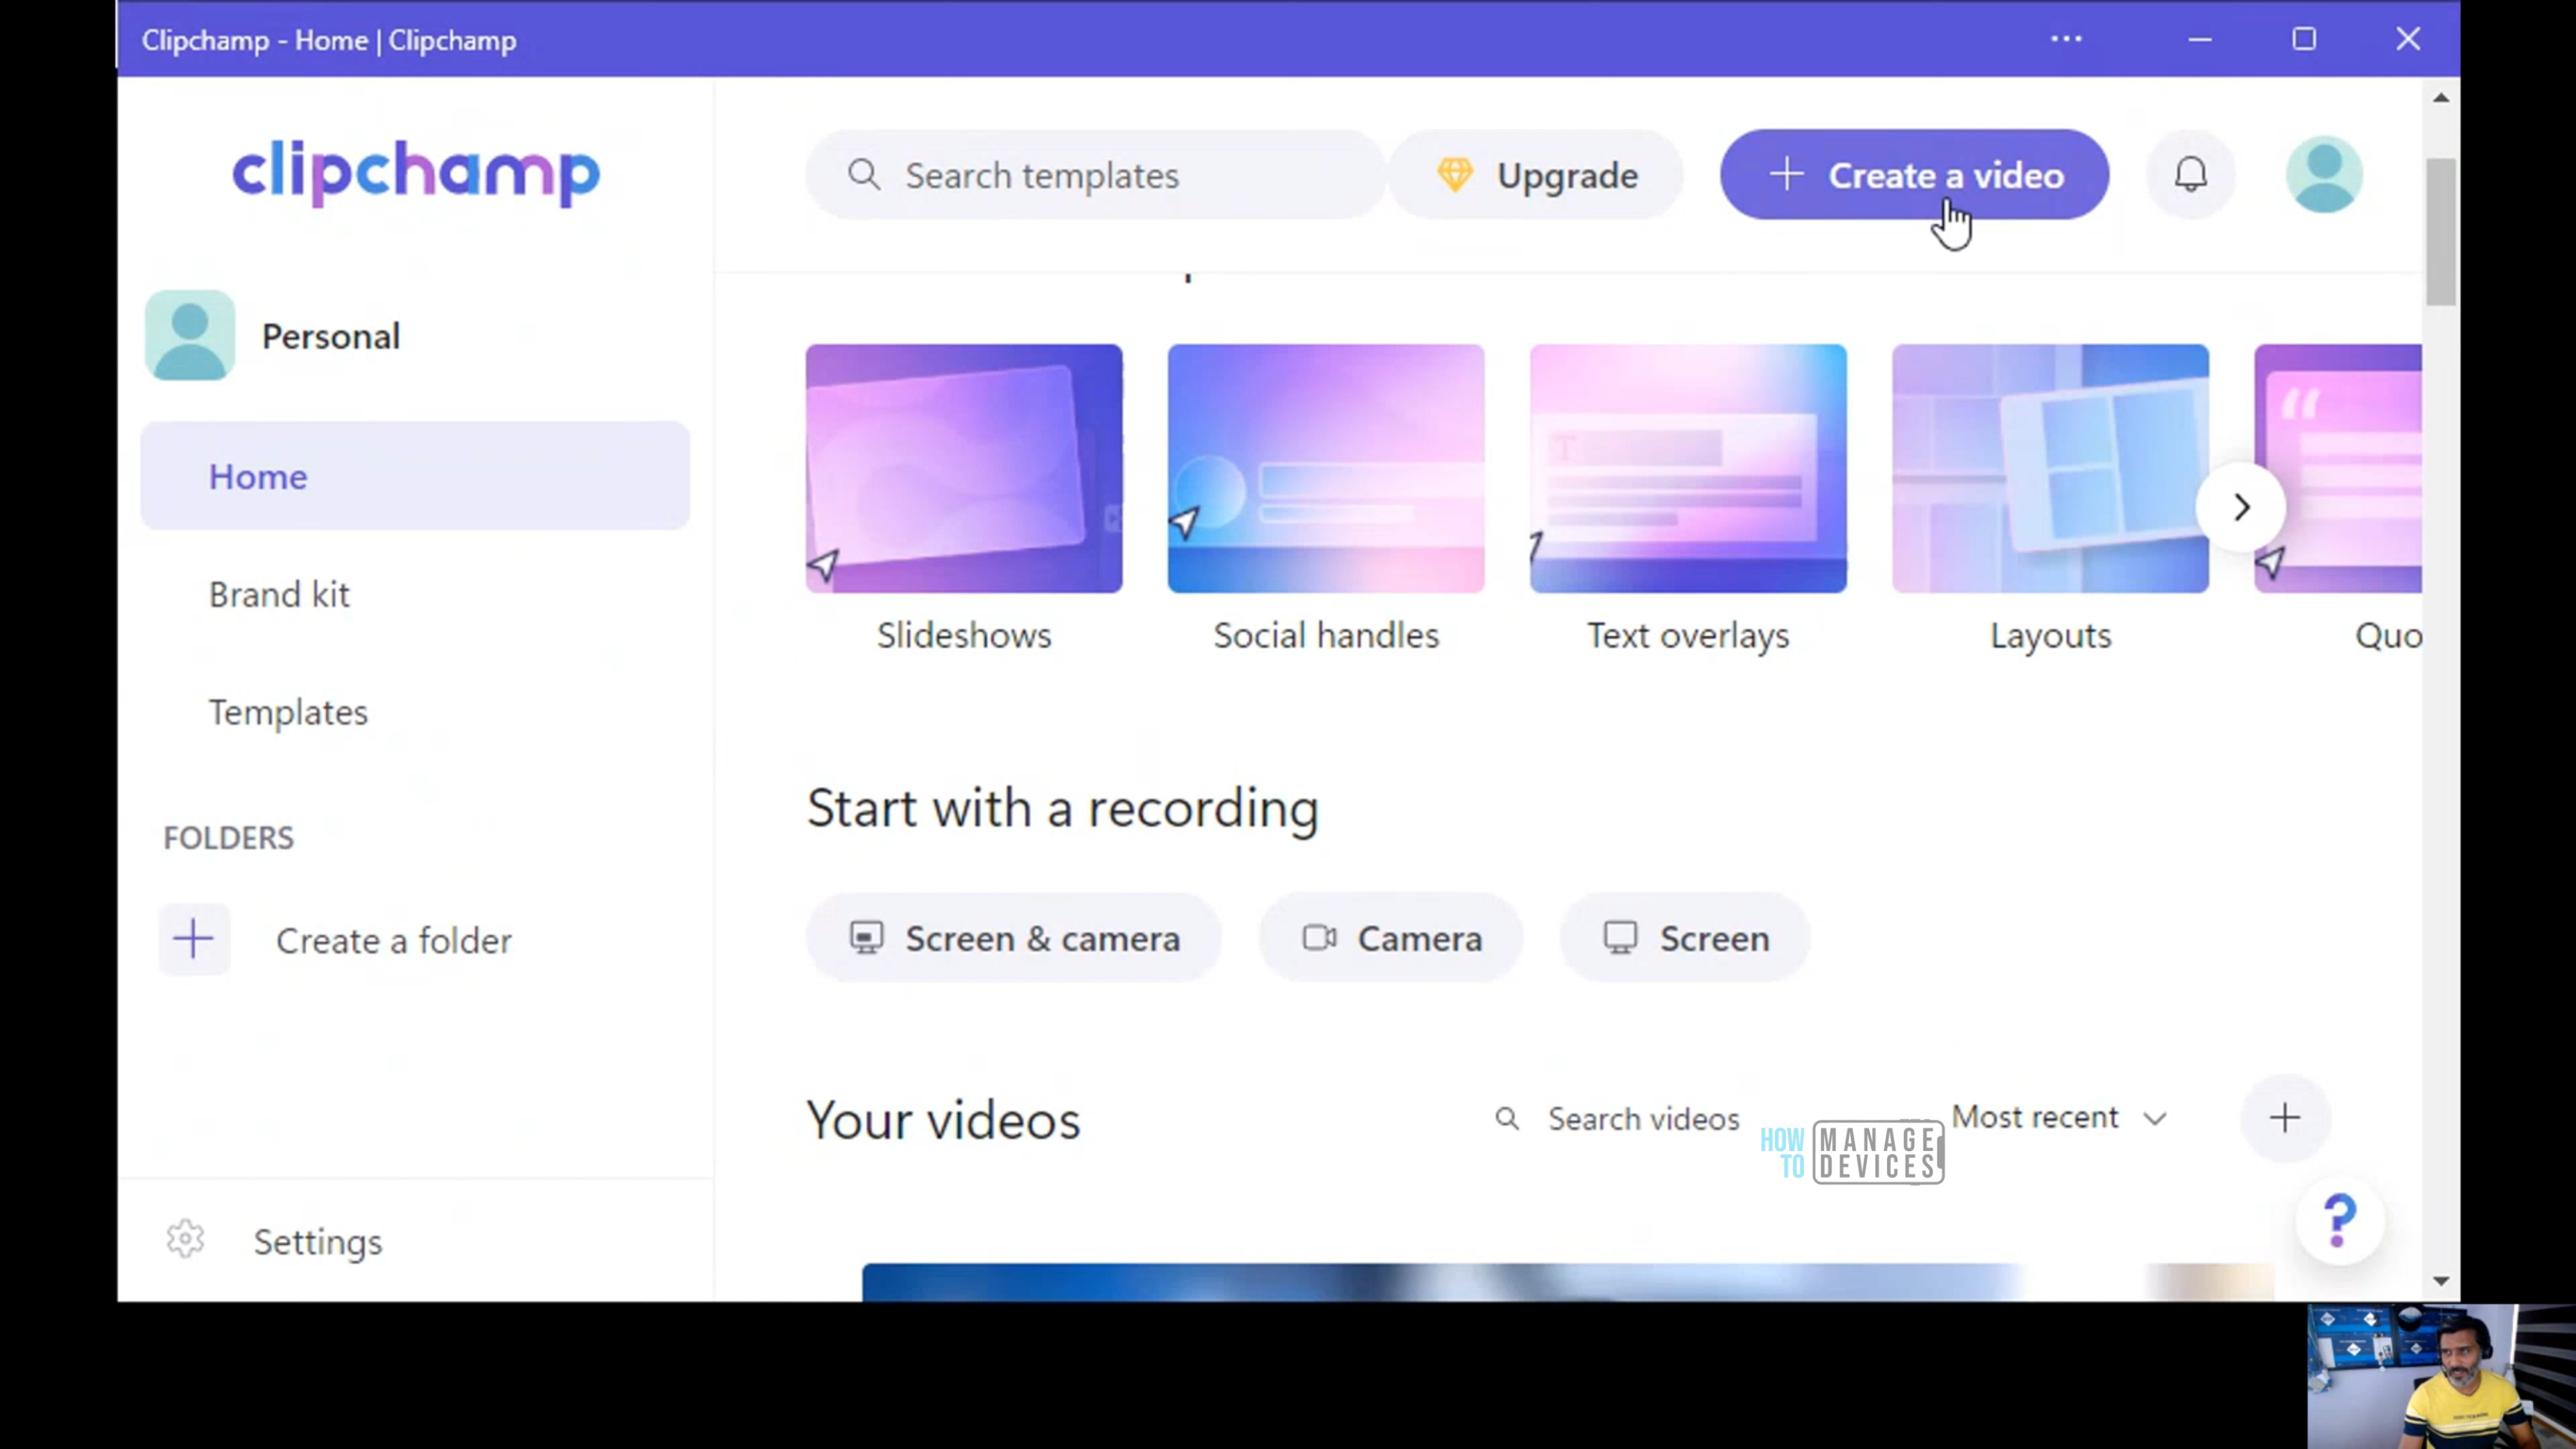 Clipchamp - Home | Clipchamp
clipchamp
Search templates
Upgrade
Create a video
Personal
Home
Brand kit
Templates
FOLDERS
Create a folder
Settings
Slideshows
Social handles
Text overlays
Layouts
Quo
Start with a recording
Screen & camera
Camera
Screen
Your videos
Search videos
Most recent
HOW TO MANAGE DEVICES
?